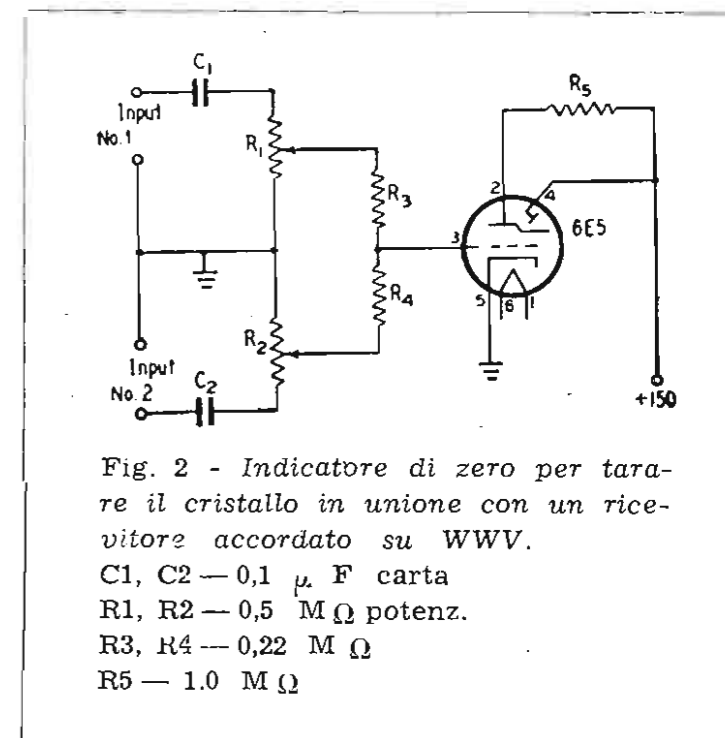 C1
Input
No. 1
R1
R3
R5
2
4
3
6E5
5
6
1
R4
R2
Input
No. 2
C2
+150
Fig. 2 - Indicatore di zero per tara-
re il cristallo in unione con un rice-
vitore accordato su WWV.
C1, C2 — 0,1 μ F carta
R1, R2 — 0,5 M Ω potenz.
R3, R4 — 0,22 M Ω
R5 — 1.0 M Ω